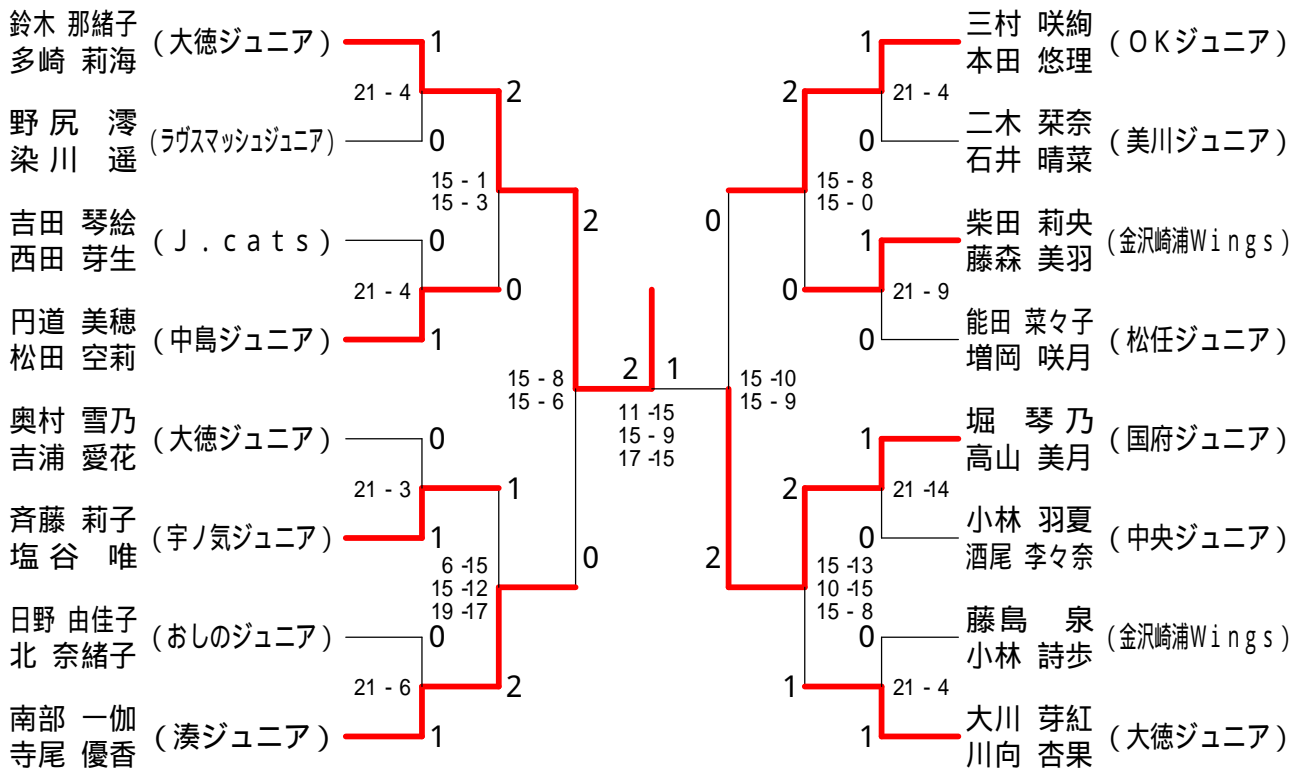 鈴木 那緒子
多崎 莉海
(大徳ジュニア)
1
21 - 4
2
野尻 澪
染川 遥
(ラヴスマッシュジュニア)
0
15 - 1
15 - 3
2
吉田 琴絵
西田 芽生
(J.cats)
0
21 - 4
0
円道 美穂
松田 空莉
(中島ジュニア)
1
15 - 8
15 - 6
奥村 雪乃
吉浦 愛花
(大徳ジュニア)
0
21 - 3
1
斉藤 莉子
塩谷 唯
(宇ノ気ジュニア)
1
6 -15
15 -12
19 -17
0
日野 由佳子
北 奈緒子
(おしのジュニア)
0
21 - 6
2
南部 一伽
寺尾 優香
(湊ジュニア)
1
2 1
11 -15
15 - 9
17 -15
三村 咲絢
本田 悠理
(OKジュニア)
1
21 - 4
2
二木 栞奈
石井 晴菜
(美川ジュニア)
0
15 - 8
15 - 0
0
柴田 莉央
藤森 美羽
(金沢崎浦Wings)
1
21 - 9
0
能田 菜々子
増岡 咲月
(松任ジュニア)
0
15 -10
15 - 9
堀 琴乃
高山 美月
(国府ジュニア)
1
21 -14
2
小林 羽夏
酒尾 李々奈
(中央ジュニア)
0
15 -13
10 -15
15 - 8
2
藤島 泉
小林 詩歩
(金沢崎浦Wings)
0
21 - 4
1
大川 芽紅
川向 杏果
(大徳ジュニア)
1